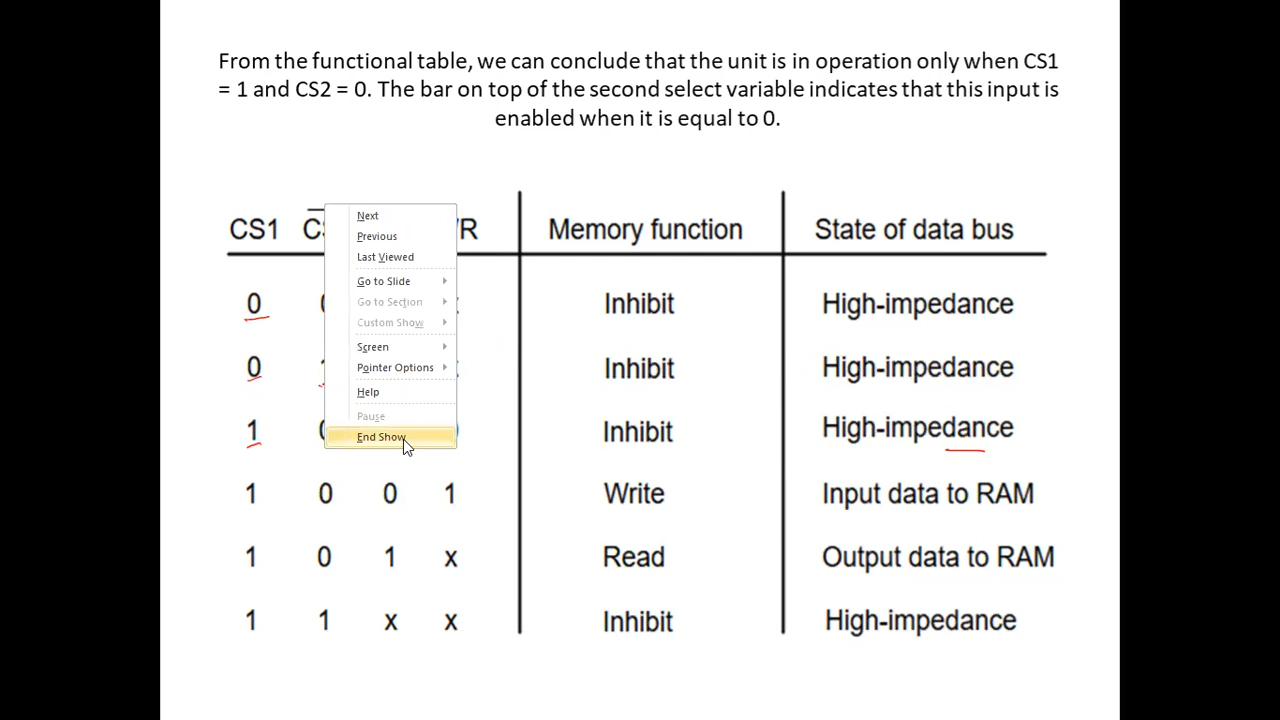 From the functional table, we can conclude that the unit is in operation only when CS1
= 1 and CS2 = 0. The bar on top of the second select variable indicates that this input is
enabled when it is equal to 0.
CS1 Memory function State of data bus
0 Inhibit High-impedance
0 Inhibit High-impedance
1 Inhibit High-impedance
1 0 0 1 Write Input data to RAM
1 0 1 x Read Output data to RAM
1 1 x x Inhibit High-impedance
Next
Previous
Last Viewed
Go to Slide
Go to Section
Custom Show
Screen
Pointer Options
Help
Pause
End Show